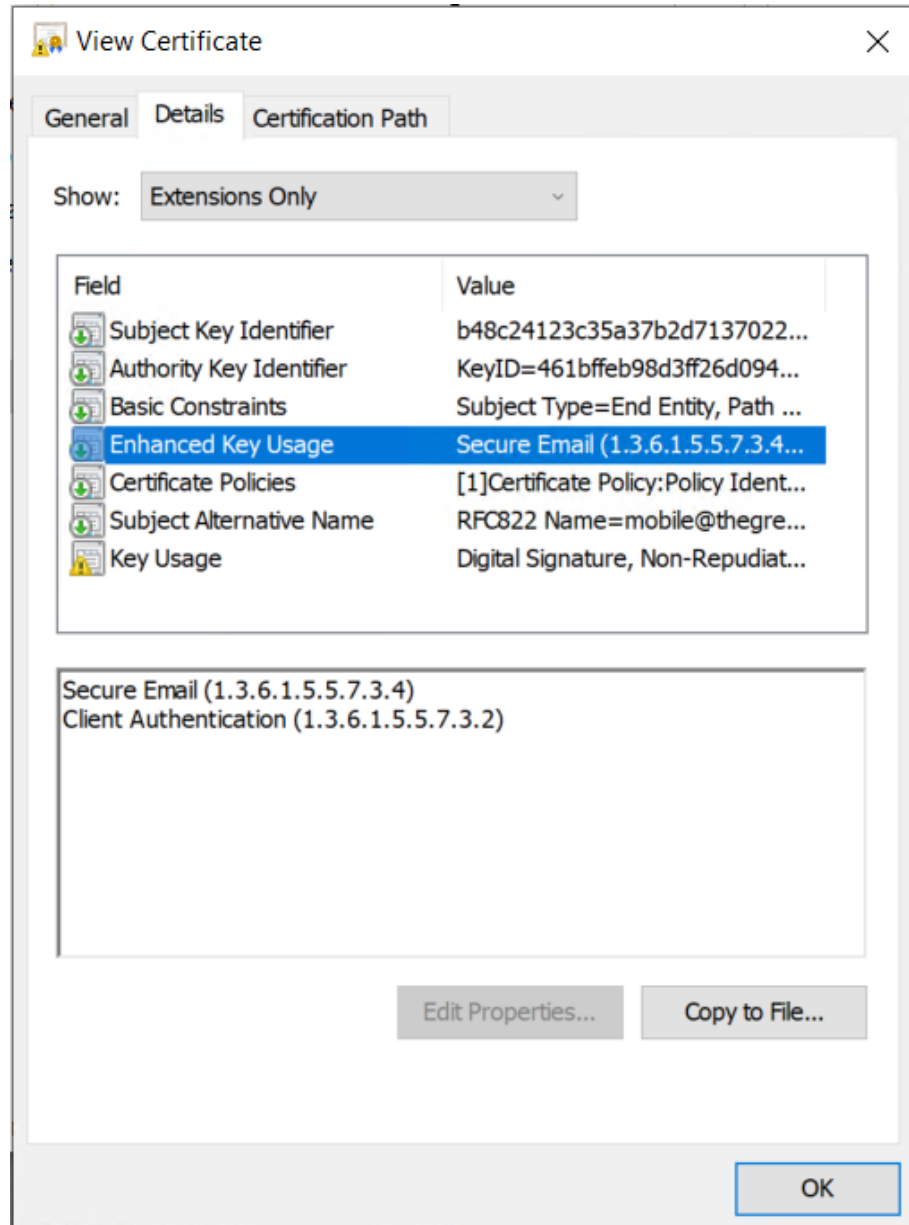 View Certificate
General Details Certification Path
Show: Extensions Only
Field Value
Subject Key Identifier b48c24123c35a37b2d7137022...
Authority Key Identifier KeyID=461bffeb98d3ff26d094...
Basic Constraints Subject Type=End Entity, Path ...
Enhanced Key Usage Secure Email (1.3.6.1.5.5.7.3.4...
Certificate Policies [1]Certificate Policy:Policy Ident...
Subject Alternative Name RFC822 Name=mobile@thegre...
Key Usage Digital Signature, Non-Repudiat...
Secure Email (1.3.6.1.5.5.7.3.4)
Client Authentication (1.3.6.1.5.5.7.3.2)
Edit Properties... Copy to File...
OK